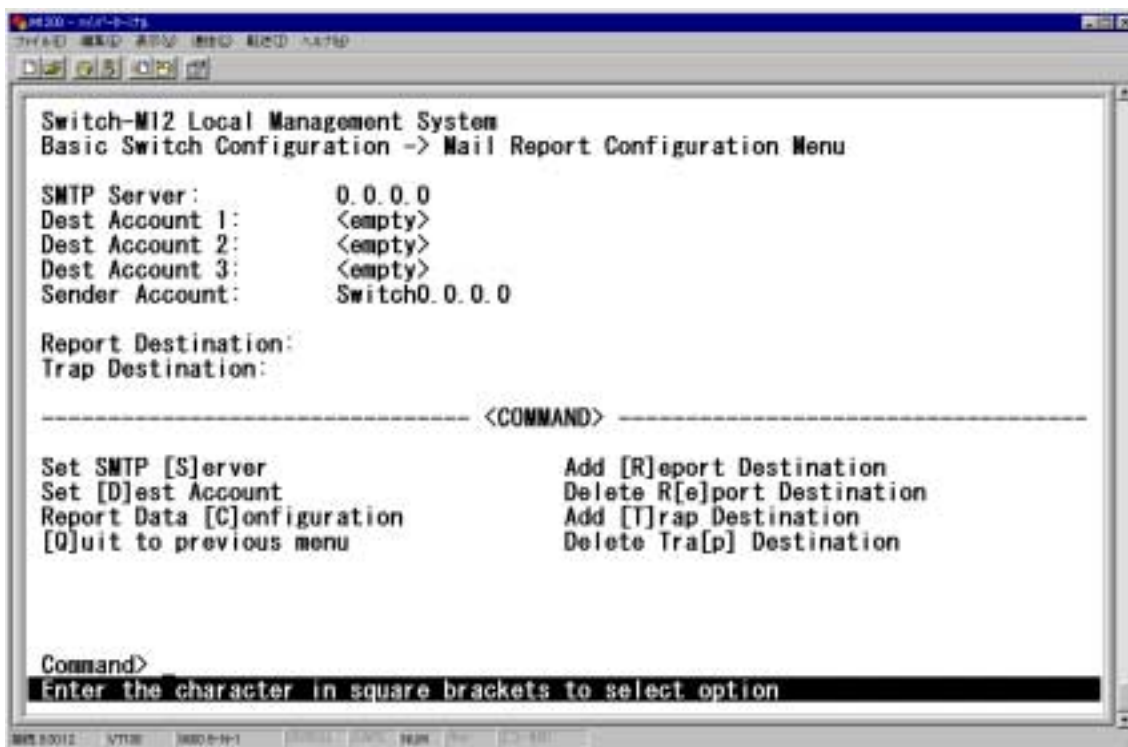 Switch-MI2 Local Management System
Basic Switch Configuration -> Mail Report Configuration Menu
SMTP Server: 0.0.0.0
Dest Account 1: <empty>
Dest Account 2: <empty>
Dest Account 3: <empty>
Sender Account: Switch0.0.0.0
Report Destination:
Trap Destination:
-------------------------------- <COMMAND> -----------------------------------
Set SMTP [S]erver Add [R]eport Destination
Set [D]est Account Delete R[e]port Destination
Report Data [C]onfiguration Add [T]rap Destination
[Q]uit to previous menu Delete Tra[p] Destination
Command>
Enter the character in square brackets to select option
VT100 NUM